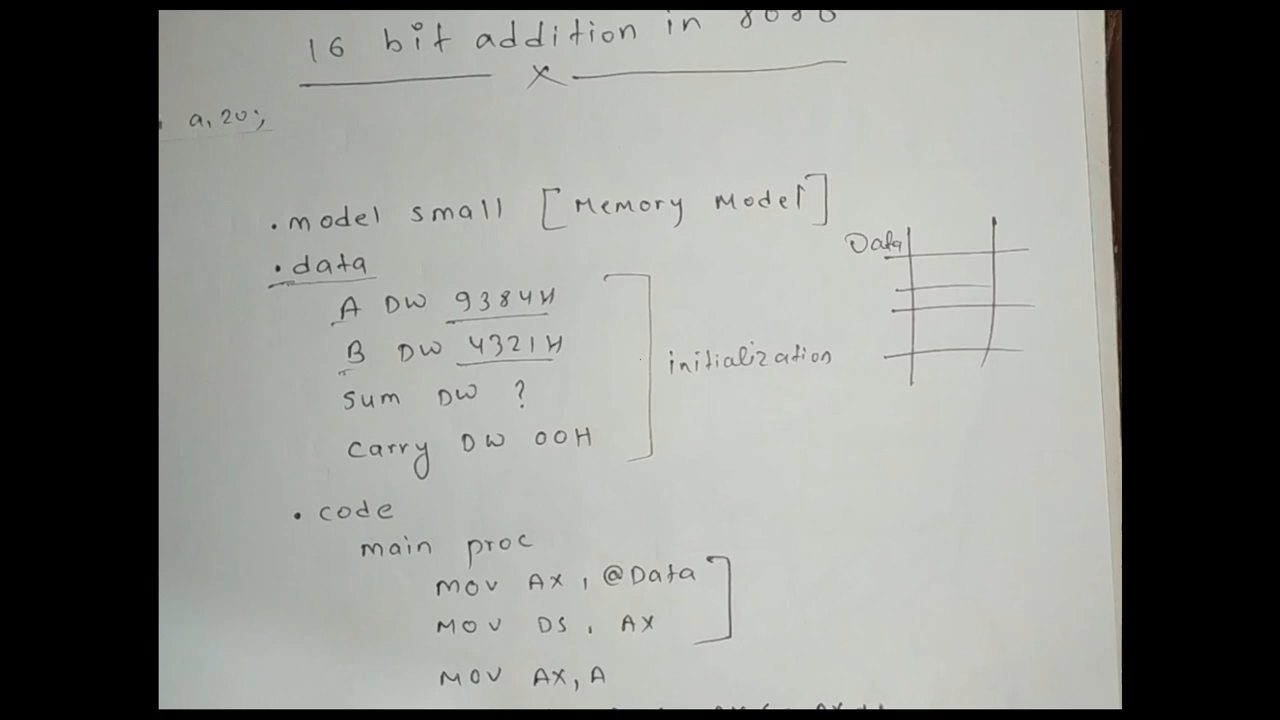 16 bit addition in 8086
x
a, 20;
.model small [Memory Model]
.data
Data
A DW 9384H
B DW 4321H
initialization
sum DW ?
carry DW 00H
.code
main proc
MOV AX, @Data
MOV DS, AX
MOV AX, A